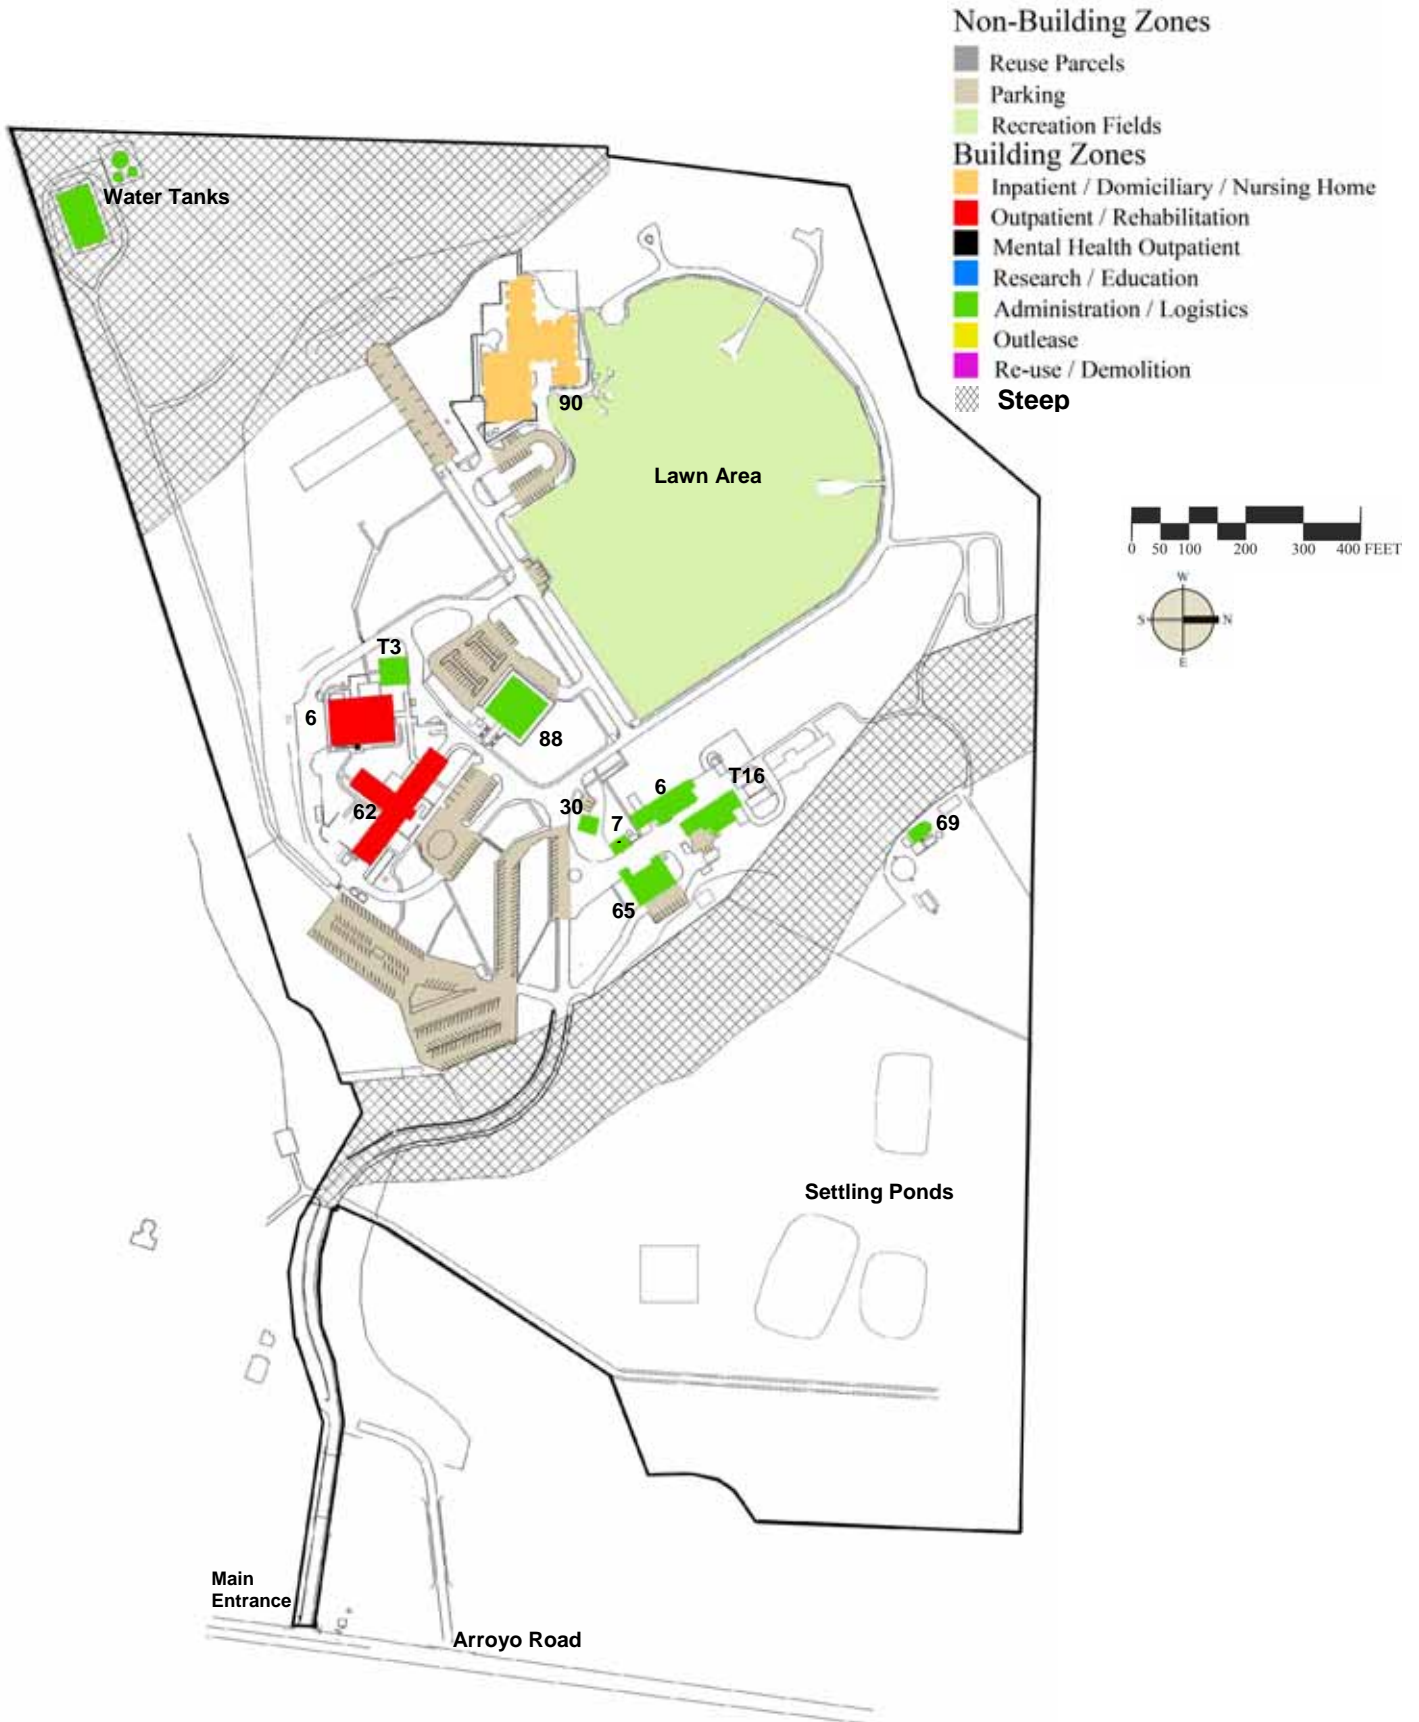 Non-Building Zones
Reuse Parcels
Parking
Recreation Fields
Building Zones
Inpatient / Domiciliary / Nursing Home
Outpatient / Rehabilitation
Mental Health Outpatient
Research / Education
Administration / Logistics
Outlease
Re-use / Demolition
Steep
Water Tanks
90
Lawn Area
0 50 100 200 300 400 FEET
W
S N
E
T3
6
88
62
6
T16
30
7
69
65
Settling Ponds
Main
Entrance
Arroyo Road